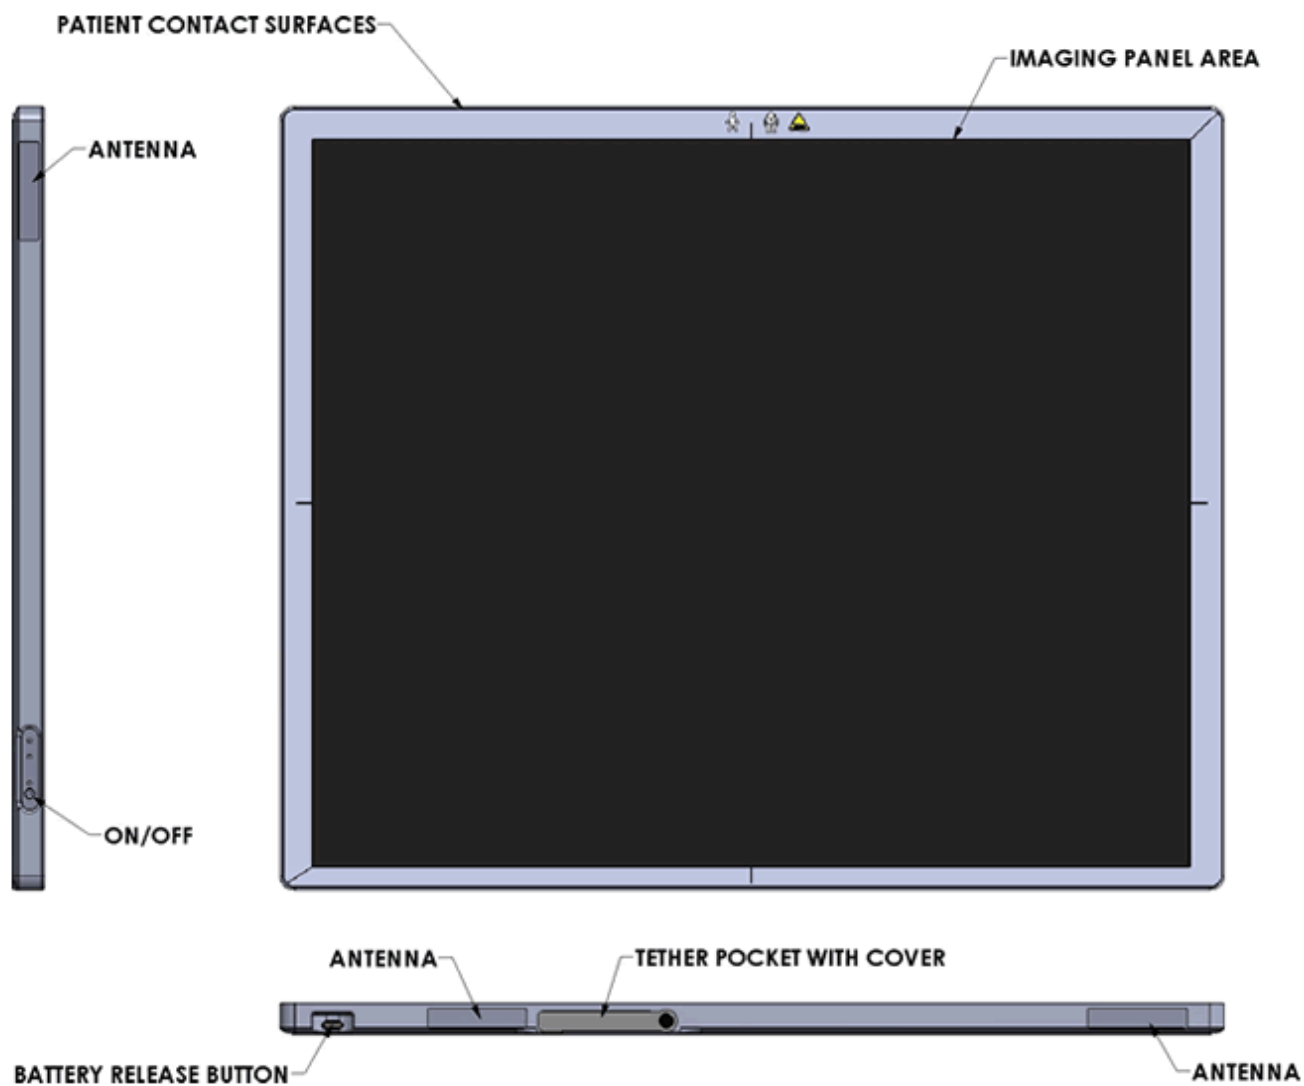 PATIENT CONTACT SURFACES
IMAGING PANEL AREA
ANTENNA
ON/OFF
ANTENNA
TETHER POCKET WITH COVER
BATTERY RELEASE BUTTON
ANTENNA